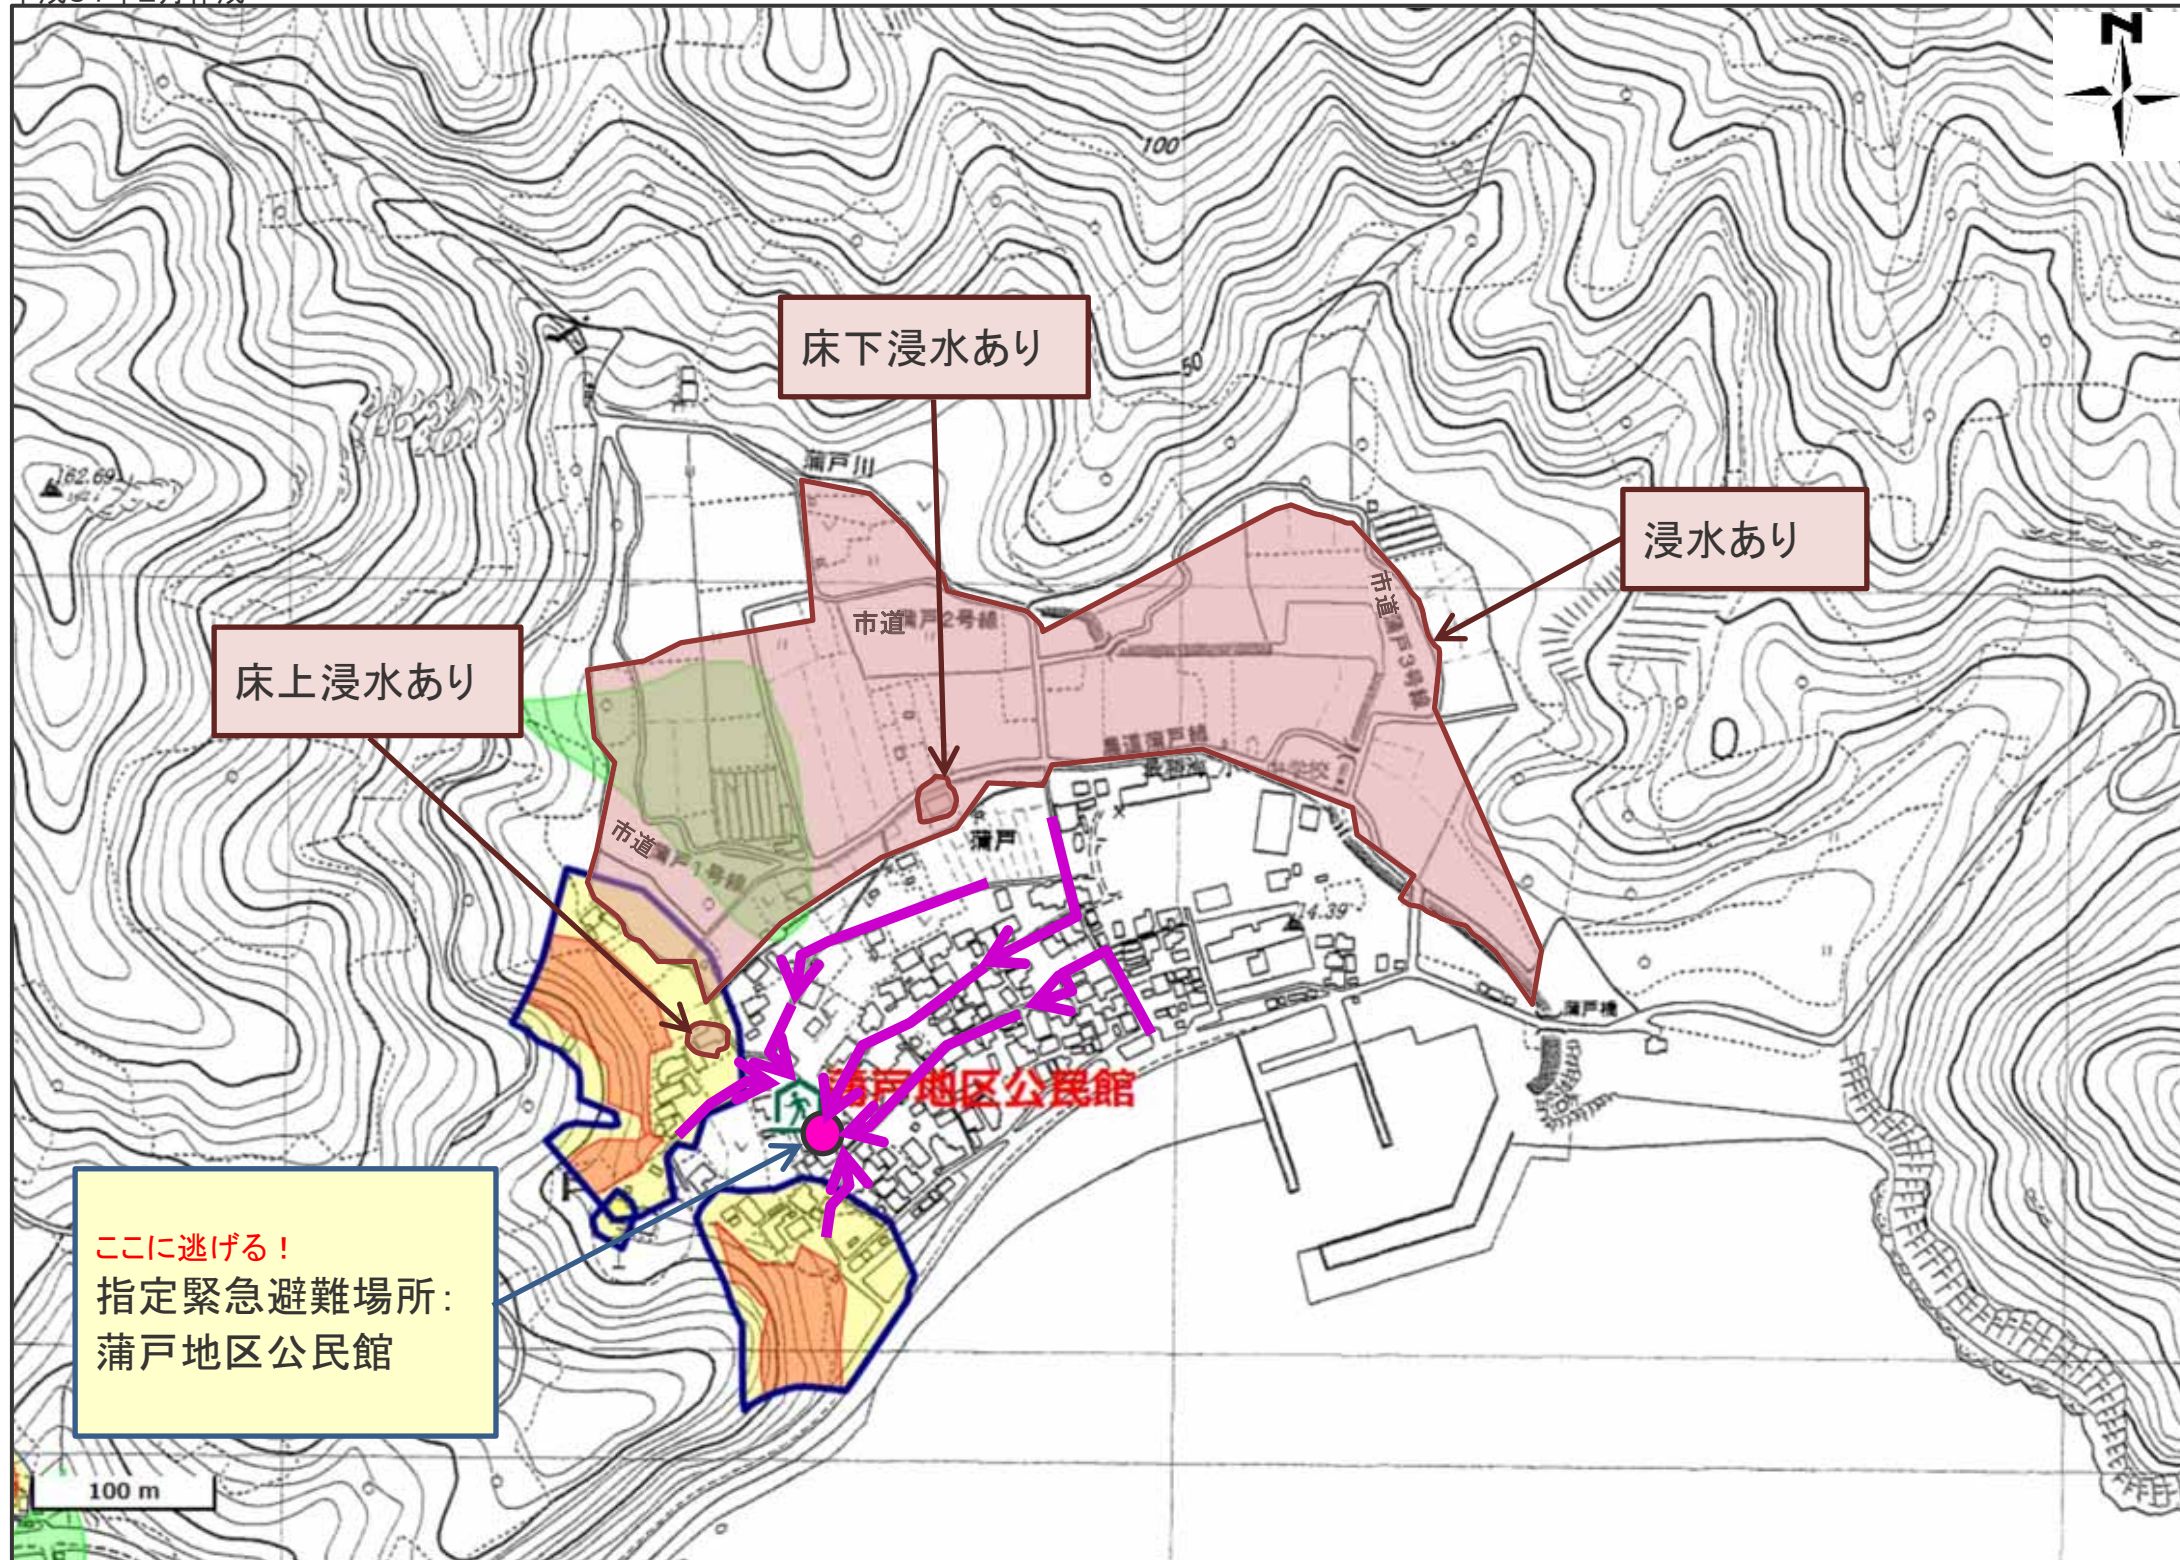 N
100
50
床下浸水あり
162.69
蒲戸川
浸水あり
市道
蒲戸2号線
市道
蒲戸3号線
床上浸水あり
農道蒲戸線
中学校
市道
蒲戸1号線
蒲戸
14.39
蒲戸橋
蒲戸地区公民館
ここに逃げる！
指定緊急避難場所：
蒲戸地区公民館
100 m